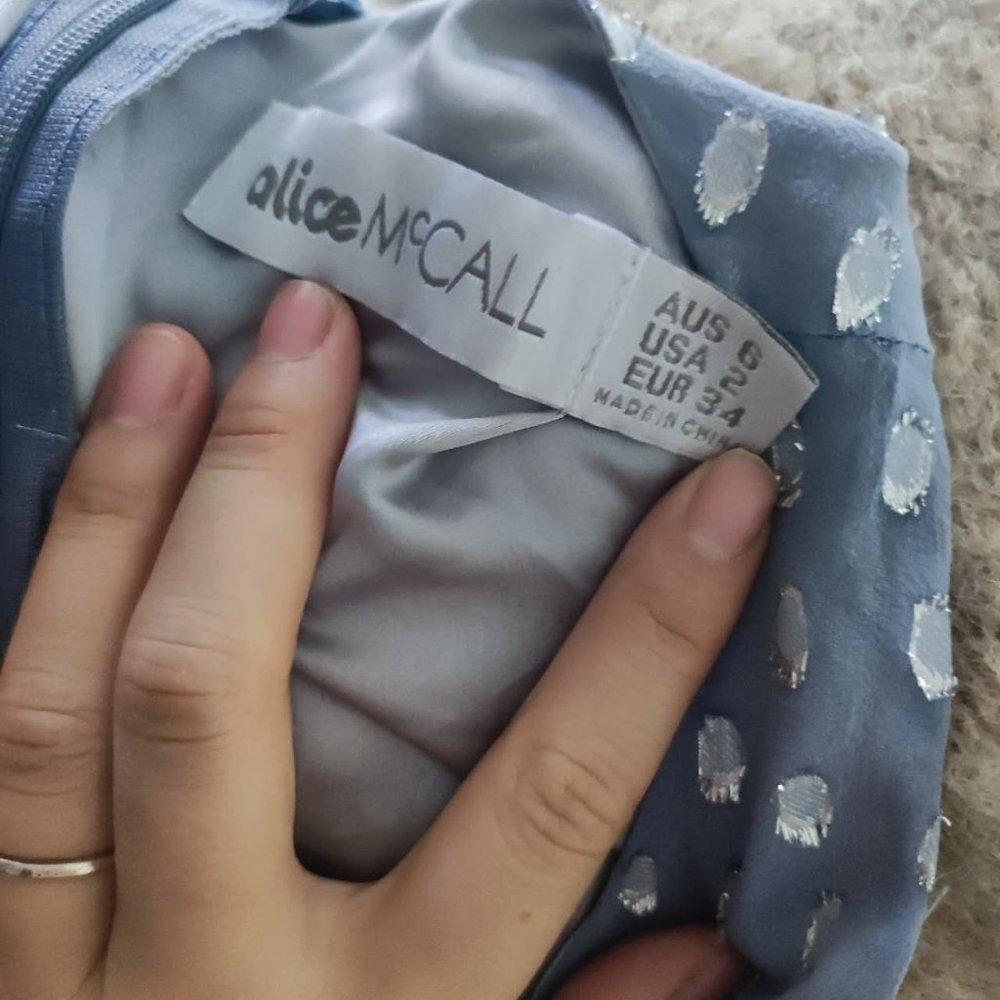 alice McCALL
AUS 6
USA 2
EUR 34
MADE IN CHINA